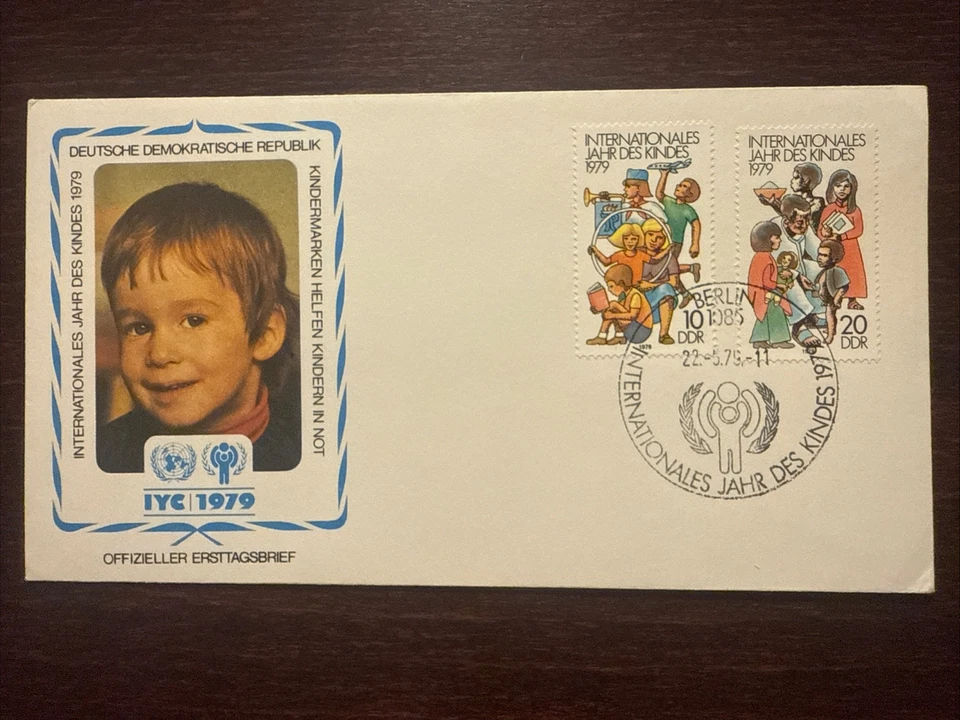 DEUTSCHE DEMOKRATISCHE REPUBLIK
INTERNATIONALES JAHR DES KINDES 1979
KINDERMARKEN HELFEN KINDERN IN NOT
IYC | 1979
OFFIZIELLER ERSTTAGSBRIEF
INTERNATIONALES
JAHR DES KINDES
1979
10
DDR
1979
INTERNATIONALES
JAHR DES KINDES
1979
20
DDR
BERLIN
1085
22.-5.79.-11
INTERNATIONALES JAHR DES KINDES 1979